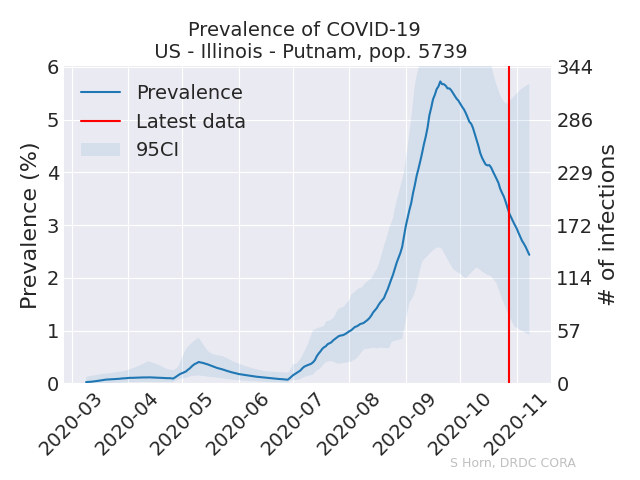 Prevalence of COVID-19
US - Illinois - Putnam, pop. 5739
Prevalence
Latest data
95CI
Prevalence (%)
6
5
4
3
2
1
0
344
286
229
172
114
57
0
# of infections
2020-03
2020-04
2020-05
2020-06
2020-07
2020-08
2020-09
2020-10
2020-11
S Horn, DRDC CORA